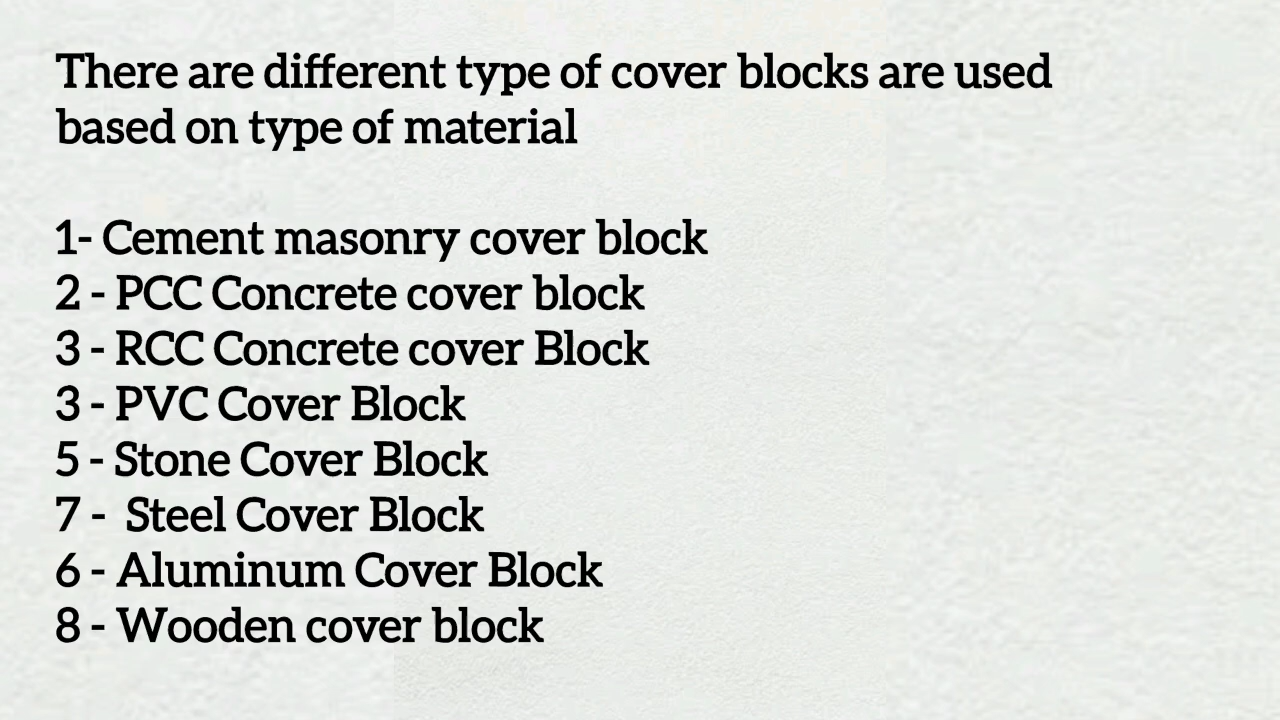 There are different type of cover blocks are used
based on type of material
1- Cement masonry cover block
2 - PCC Concrete cover block
3 - RCC Concrete cover Block
3 - PVC Cover Block
5 - Stone Cover Block
7 -  Steel Cover Block
6 - Aluminum Cover Block
8 - Wooden cover block